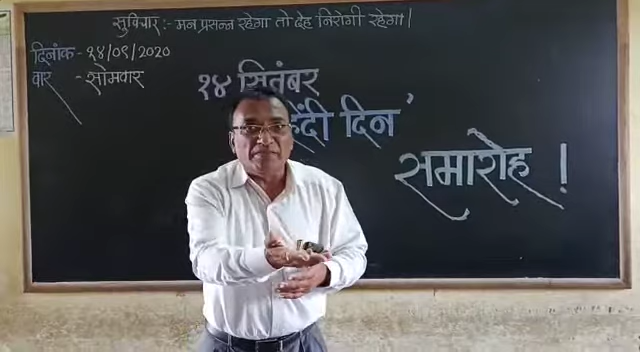 सुविचार :- मन प्रसन्न रहेगा तो देह निरोगी रहेगा।
दिनांक - १४/०९/2020
वार - सोमवार
१४ सितंबर
हिंदी दिन'
समारोह !